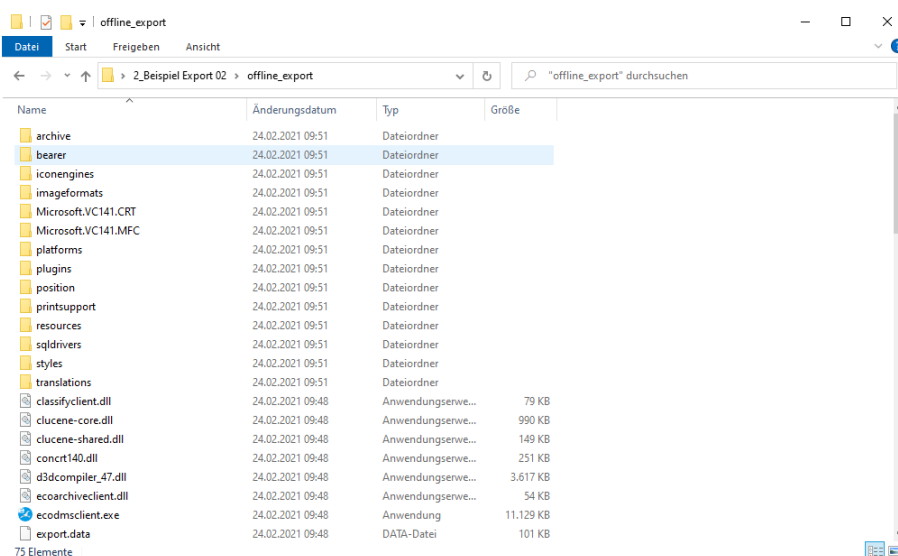 offline_export
Datei Start Freigeben Ansicht
2_Beispiel Export 02 offline_export "offline_export" durchsuchen
Name Änderungsdatum Typ Größe
archive 24.02.2021 09:51 Dateiordner
bearer 24.02.2021 09:51 Dateiordner
iconengines 24.02.2021 09:51 Dateiordner
imageformats 24.02.2021 09:51 Dateiordner
Microsoft.VC141.CRT 24.02.2021 09:51 Dateiordner
Microsoft.VC141.MFC 24.02.2021 09:51 Dateiordner
platforms 24.02.2021 09:51 Dateiordner
plugins 24.02.2021 09:51 Dateiordner
position 24.02.2021 09:51 Dateiordner
printsupport 24.02.2021 09:51 Dateiordner
resources 24.02.2021 09:51 Dateiordner
sqldrivers 24.02.2021 09:51 Dateiordner
styles 24.02.2021 09:51 Dateiordner
translations 24.02.2021 09:51 Dateiordner
classifyclient.dll 24.02.2021 09:48 Anwendungserwe... 79 KB
clucene-core.dll 24.02.2021 09:48 Anwendungserwe... 990 KB
clucene-shared.dll 24.02.2021 09:48 Anwendungserwe... 149 KB
concrt140.dll 24.02.2021 09:48 Anwendungserwe... 251 KB
d3dcompiler_47.dll 24.02.2021 09:48 Anwendungserwe... 3.617 KB
ecoarchiveclient.dll 24.02.2021 09:48 Anwendungserwe... 54 KB
ecodmsclient.exe 24.02.2021 09:48 Anwendung 11.129 KB
export.data 24.02.2021 09:48 DATA-Datei 101 KB
75 Elemente